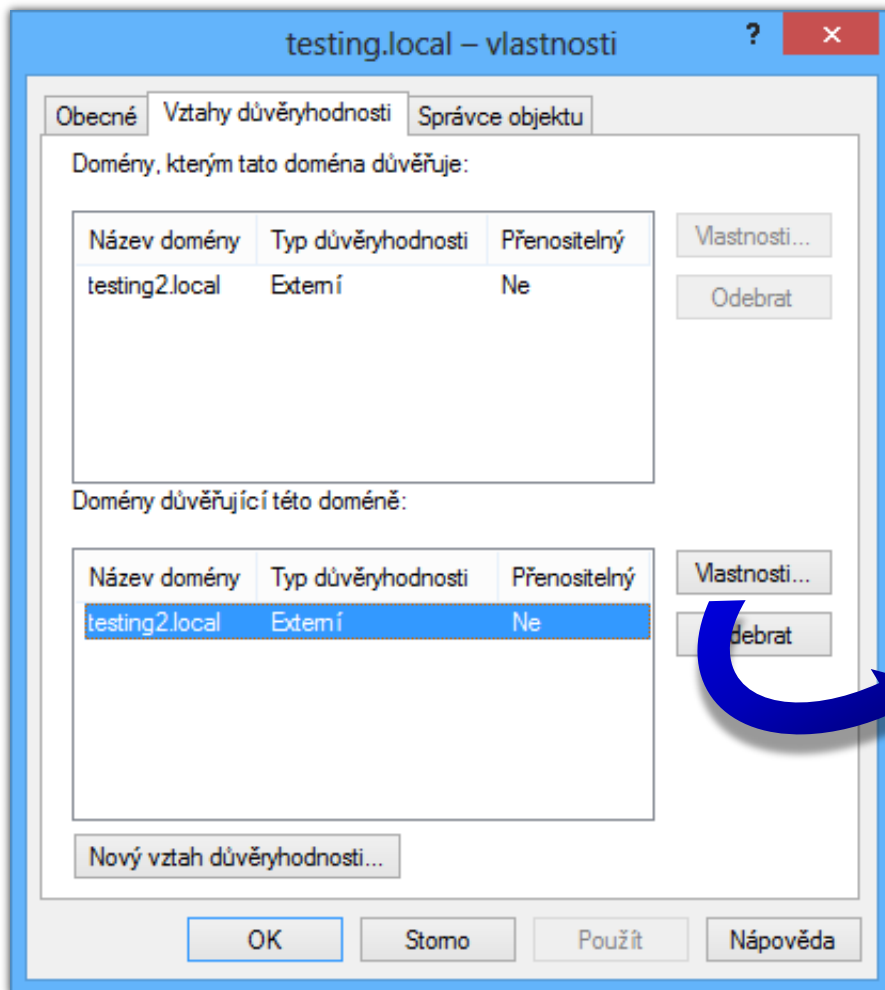 testing.local – vlastnosti
?
Obecné Vztahy důvěryhodnosti Správce objektu
Domény, kterým tato doména důvěřuje:
Název domény Typ důvěryhodnosti Přenositelný Vlastnosti...
testing2.local Externí Ne Odebrat
Domény důvěřující této doméně:
Název domény Typ důvěryhodnosti Přenositelný Vlastnosti...
testing2.local Externí Ne Odebrat
Nový vztah důvěryhodnosti...
OK Storno Použít Nápověda